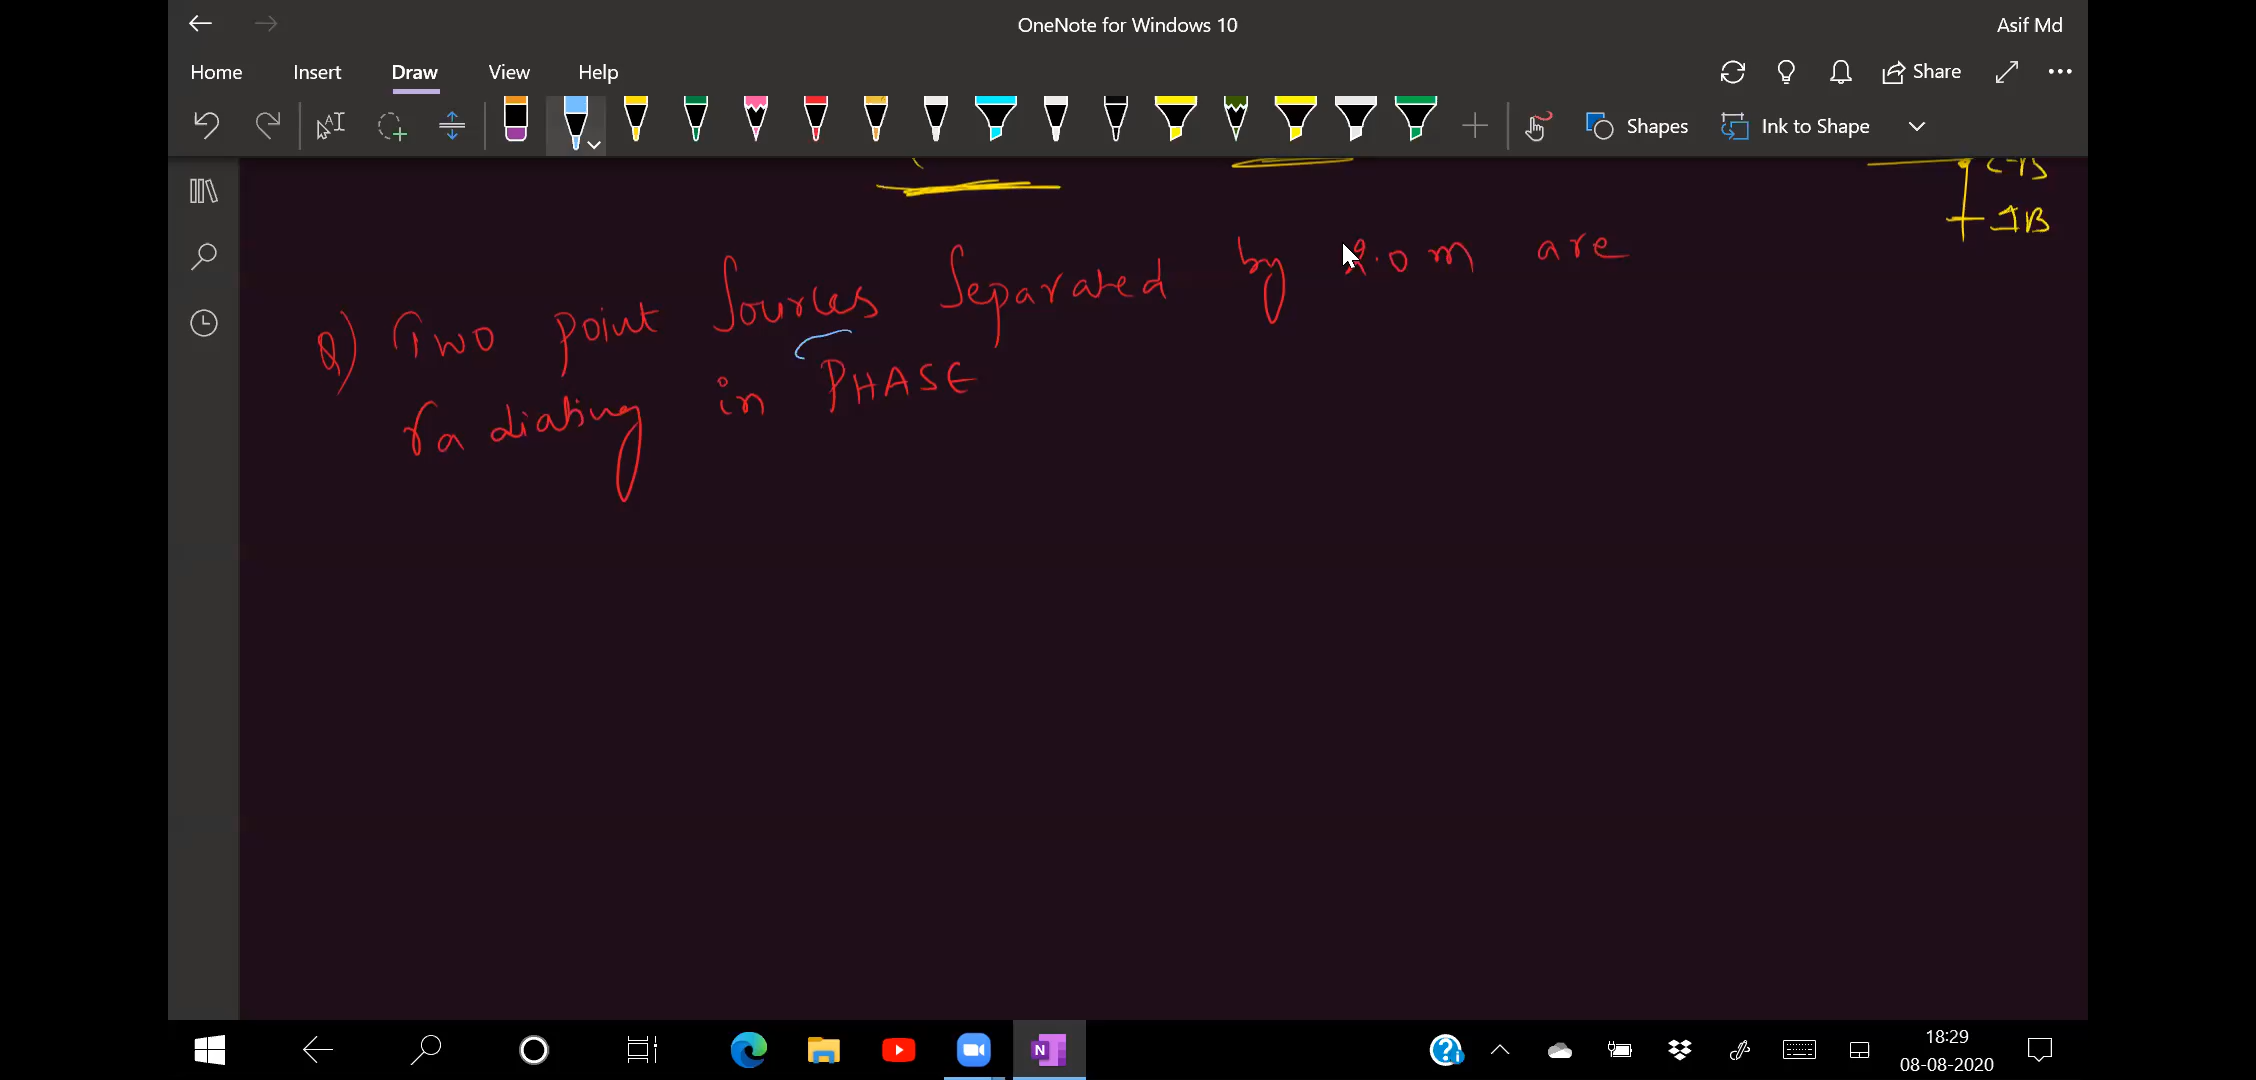 OneNote for Windows 10
Asif Md
Home Insert Draw View Help
Share
Shapes
Ink to Shape
1B
Q) Two point Sources Separated by 2.0 m are
radiating in PHASE
18:29
08-08-2020